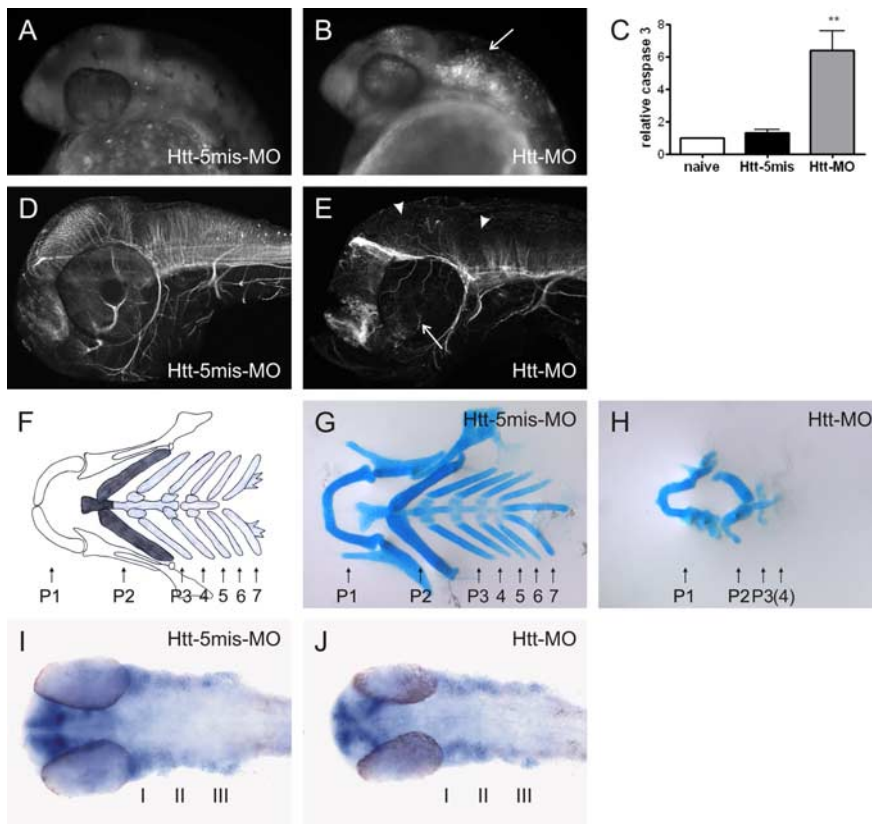 A
Htt-5mis-MO
B
Htt-MO
C
relative caspase 3
8
6
4
2
0
**
naive
Htt-5mis
Htt-MO
D
Htt-5mis-MO
E
Htt-MO
F
P1
P2
P3 4 5 6 7
G
Htt-5mis-MO
P1
P2
P3 4 5 6 7
H
Htt-MO
P1
P2 P3(4)
I
Htt-5mis-MO
I II III
J
Htt-MO
I II III